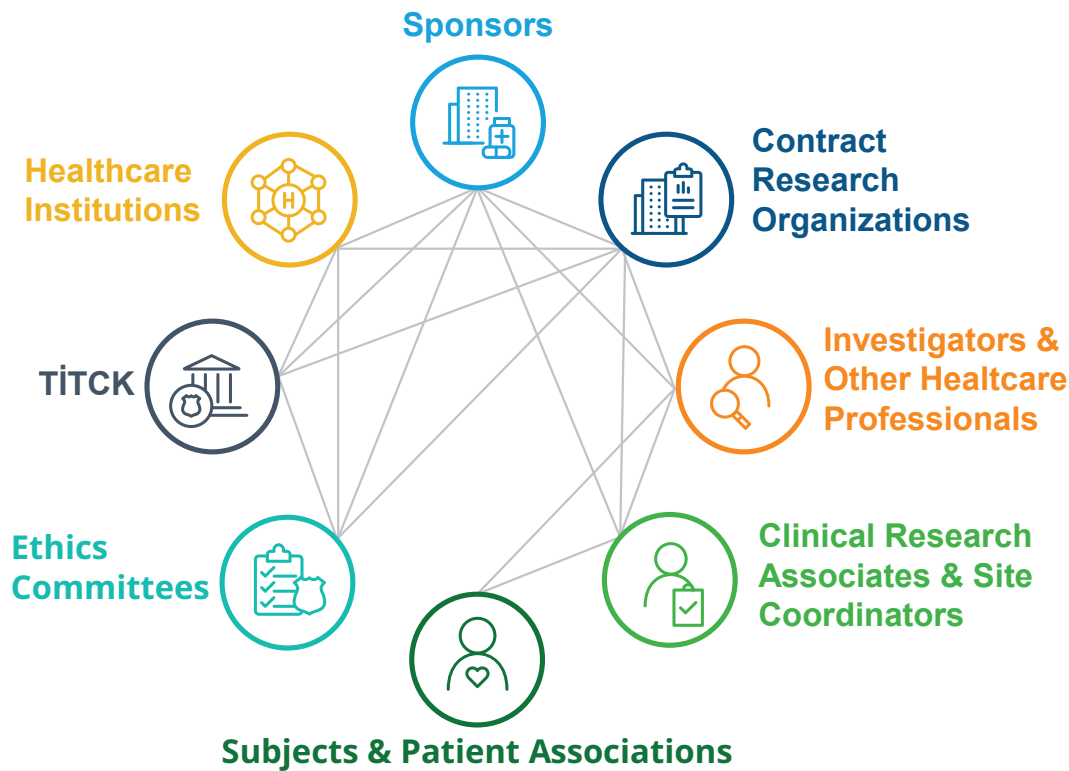 Sponsors
Healthcare
Institutions
H
Contract
Research
Organizations
TİTCK
Investigators &
Other Healtcare
Professionals
Ethics
Committees
Clinical Research
Associates & Site
Coordinators
Subjects & Patient Associations